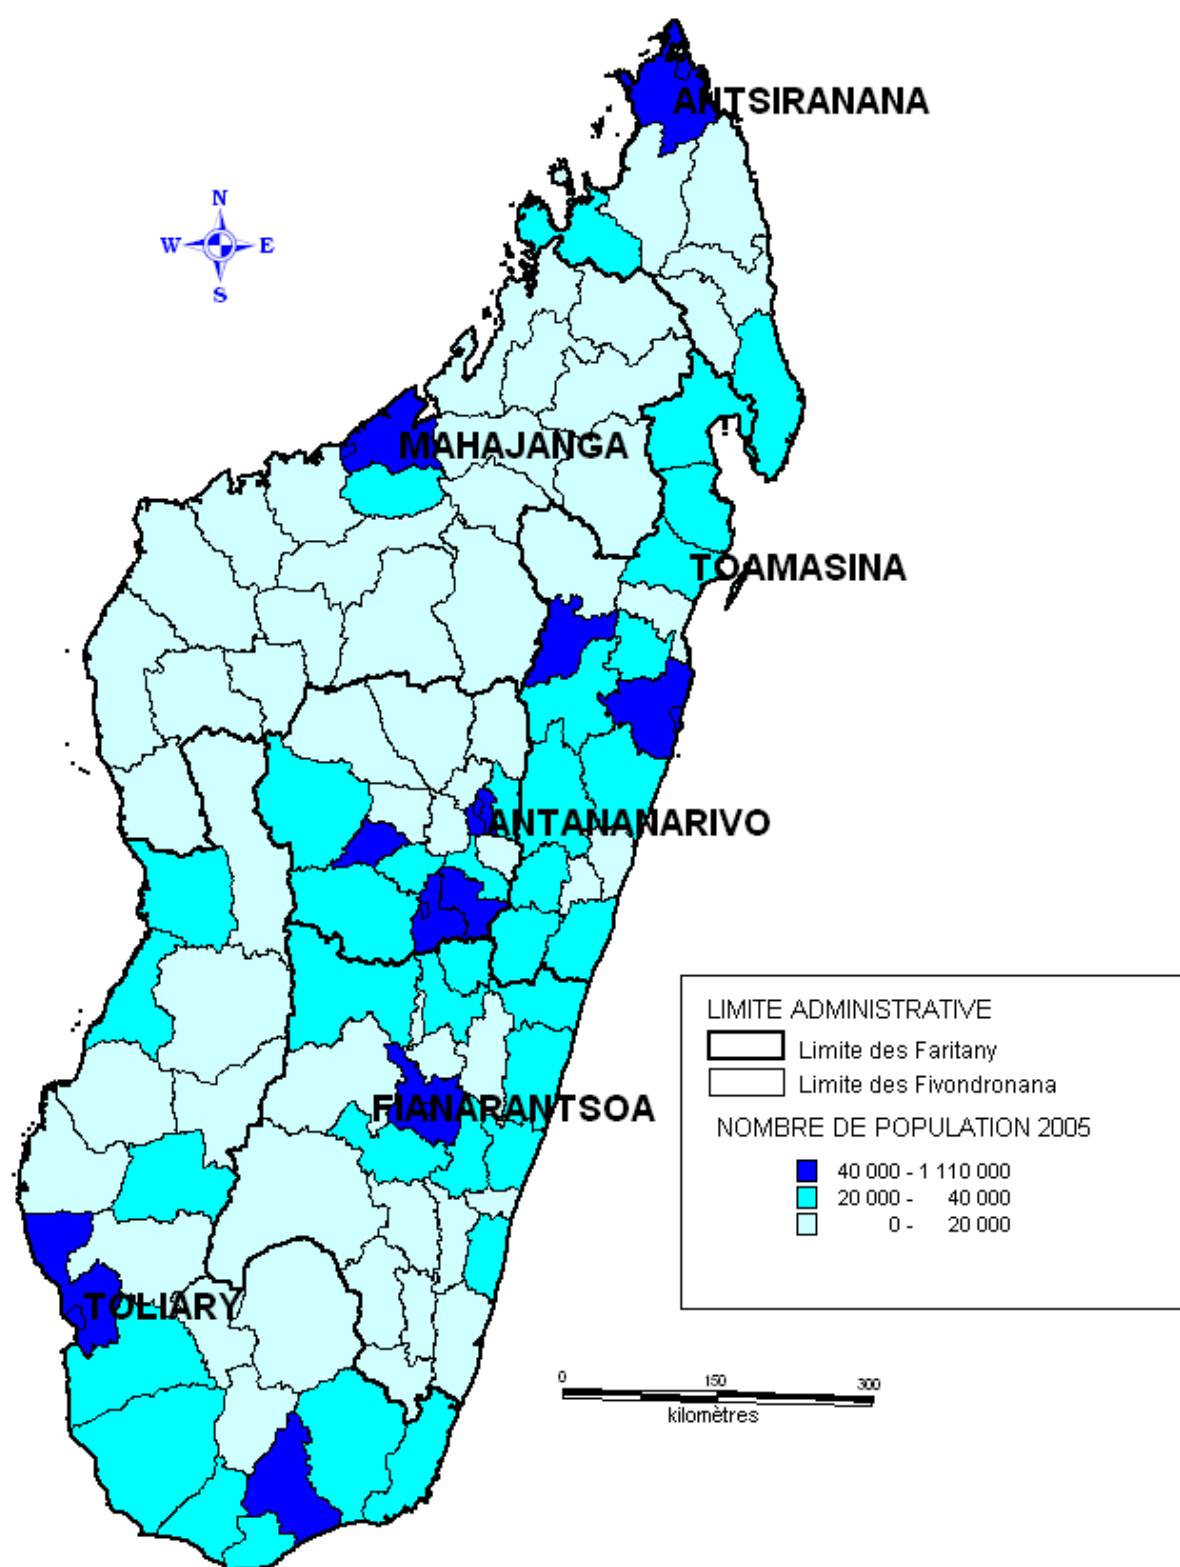 ANTSIRANANA
N
W E
S
MAHAJANGA
TOAMASINA
ANTANANARIVO
LIMITE ADMINISTRATIVE
Limite des Faritany
Limite des Fivondronana
NOMBRE DE POPULATION 2005
40 000 - 1 110 000
20 000 - 40 000
0 - 20 000
FIANARANTSOA
TOLIARY
0 150 300
kilomètres